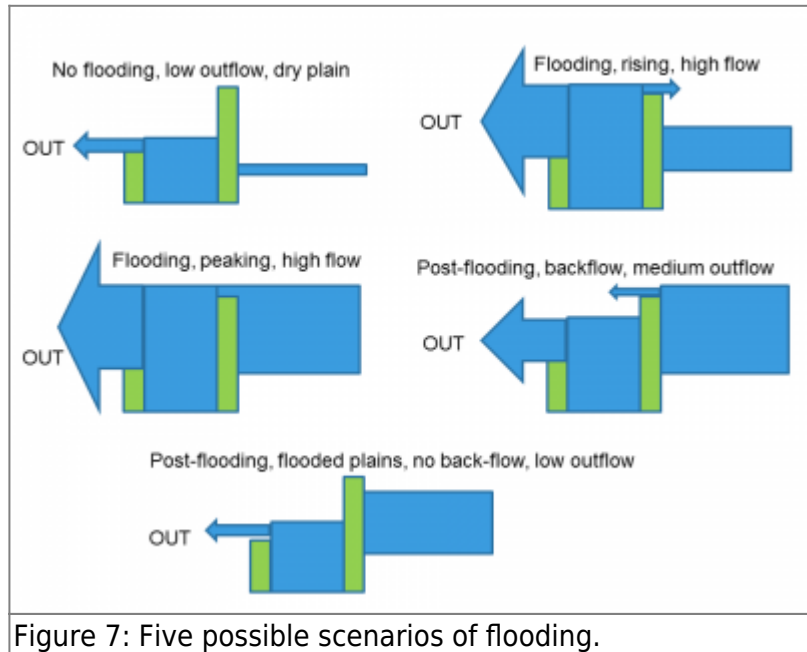 No flooding, low outflow, dry plain
OUT
Flooding, rising, high flow
OUT
Flooding, peaking, high flow
OUT
Post-flooding, backflow, medium outflow
OUT
Post-flooding, flooded plains, no back-flow, low outflow
OUT
Figure 7: Five possible scenarios of flooding.